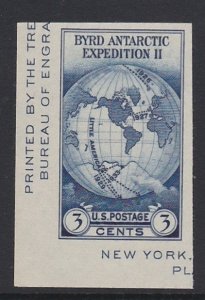 PRINTED BY THE TRE
BUREAU OF ENGRA
BYRD ANTARCTIC
EXPEDITION II
LITTLE AMERICA
3 U.S. POSTAGE 3
CENTS
NEW YORK,
PL